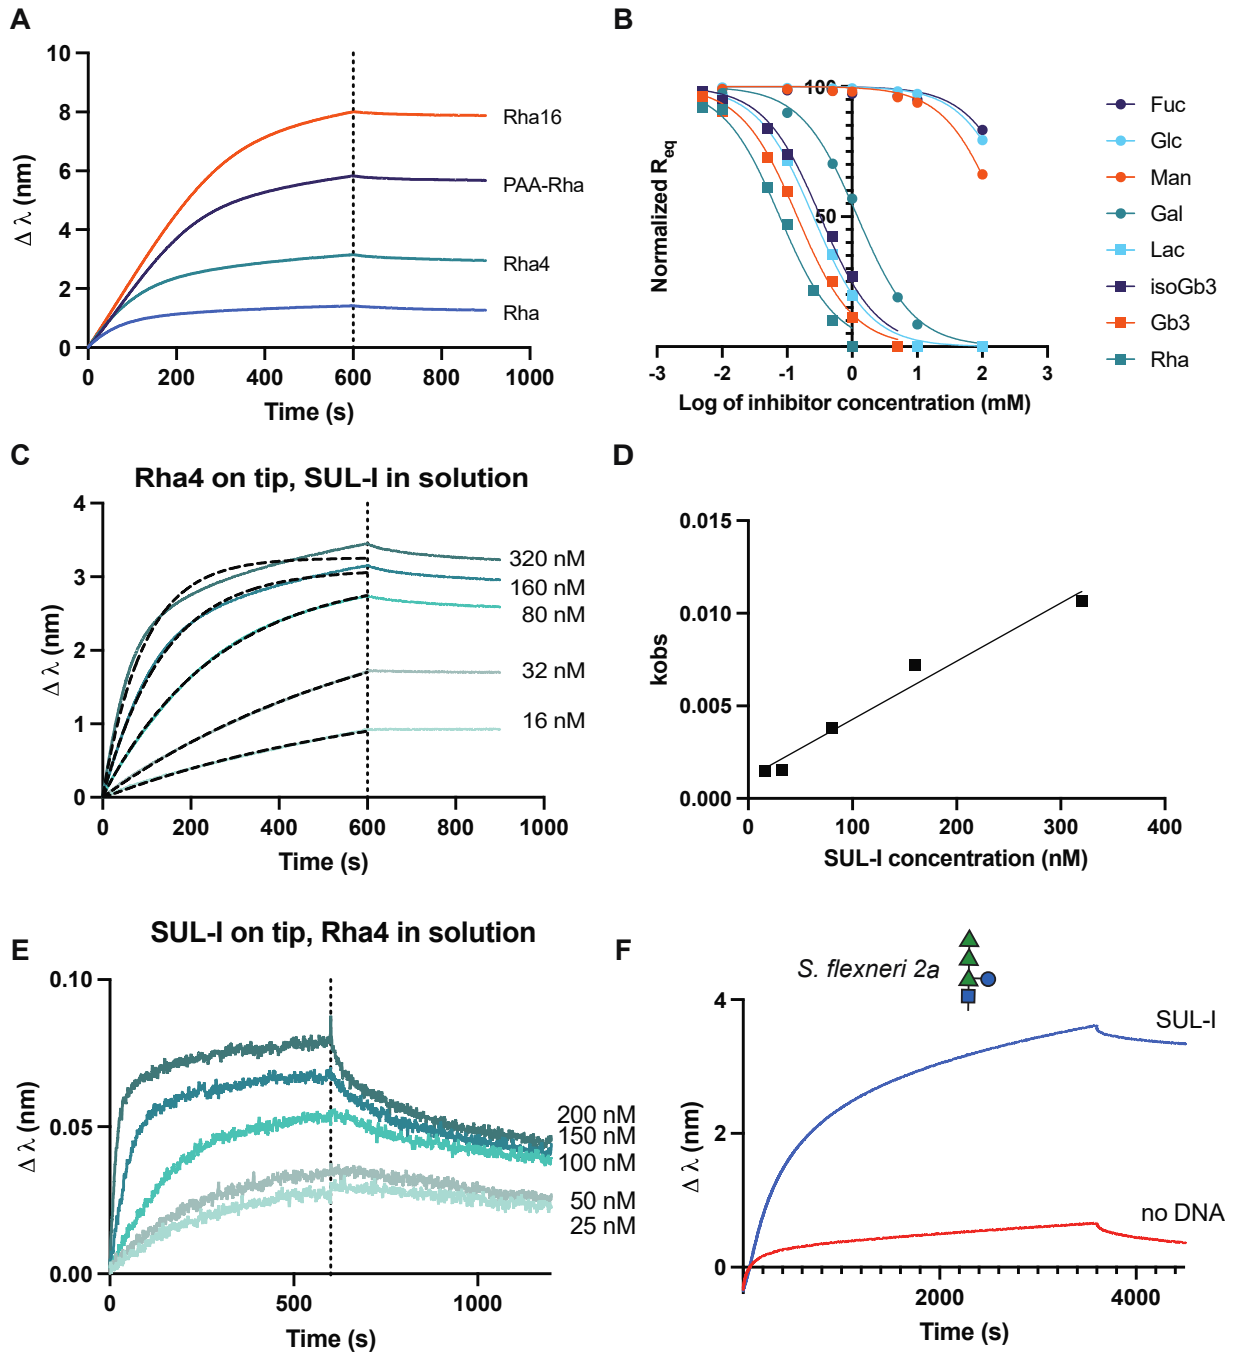 A
10
8
6
4
2
0
Δ λ (nm)
0 200 400 600 800 1000
Time (s)
Rha16
PAA-Rha
Rha4
Rha
B
100
50
Normalized Req
-3 -2 -1 0 1 2 3
Log of inhibitor concentration (mM)
Fuc
Glc
Man
Gal
Lac
isoGb3
Gb3
Rha
C
Rha4 on tip, SUL-I in solution
4
3
2
1
0
Δ λ (nm)
0 200 400 600 800 1000
Time (s)
320 nM
160 nM
80 nM
32 nM
16 nM
D
0.015
0.010
0.005
0.000
kobs
0 100 200 300 400
SUL-I concentration (nM)
E
SUL-I on tip, Rha4 in solution
0.10
0.05
0.00
Δ λ (nm)
0 500 1000
Time (s)
200 nM
150 nM
100 nM
50 nM
25 nM
F
S. flexneri 2a
4
2
0
Δ λ (nm)
2000 4000
Time (s)
SUL-I
no DNA